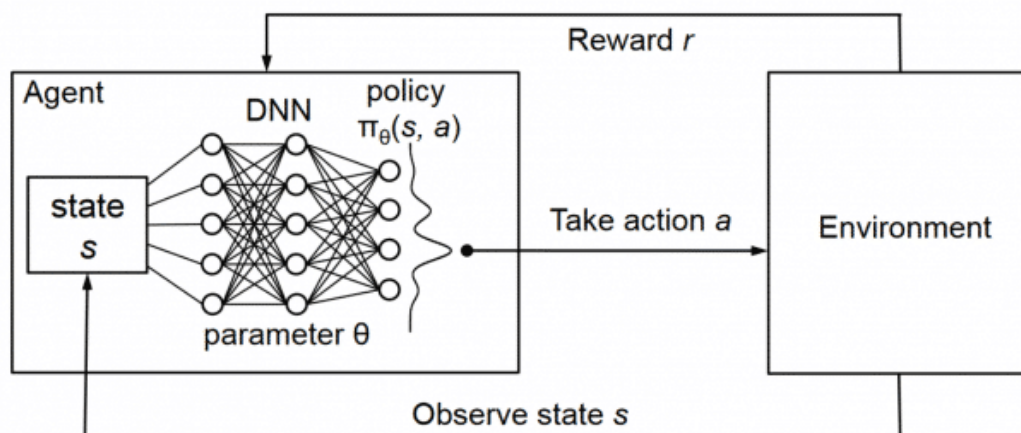 Reward r
Agent
DNN
policy
πθ(s, a)
state
s
Take action a
Environment
parameter θ
Observe state s